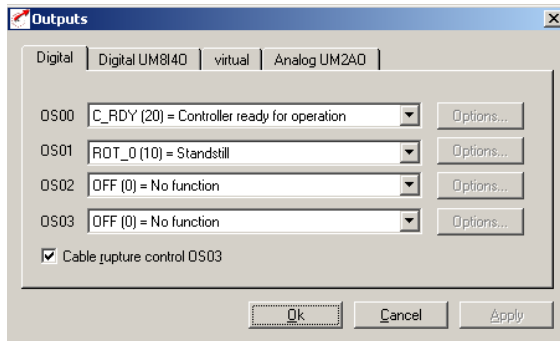 Outputs
Digital
Digital UM8I4O
virtual
Analog UM2AO
OS00 C_RDY (20) = Controller ready for operation Options...
OS01 ROT_0 (10) = Standstill Options...
OS02 OFF (0) = No function Options...
OS03 OFF (0) = No function Options...
Cable rupture control OS03
Ok
Cancel
Apply